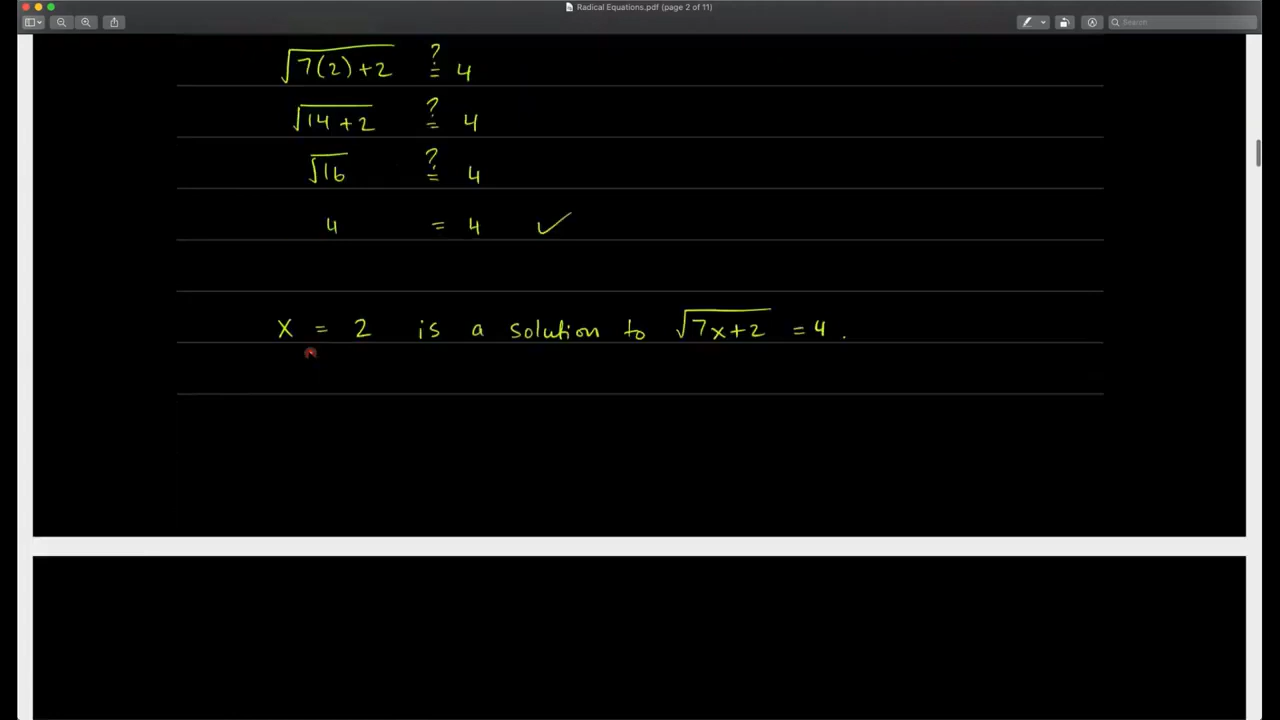 Radical Equations.pdf (page 2 of 11)
Search
√7(2)+2 ?= 4
√14+2 ?= 4
√16 ?= 4
4 = 4 ✓
x = 2 is a solution to √7x+2 = 4.